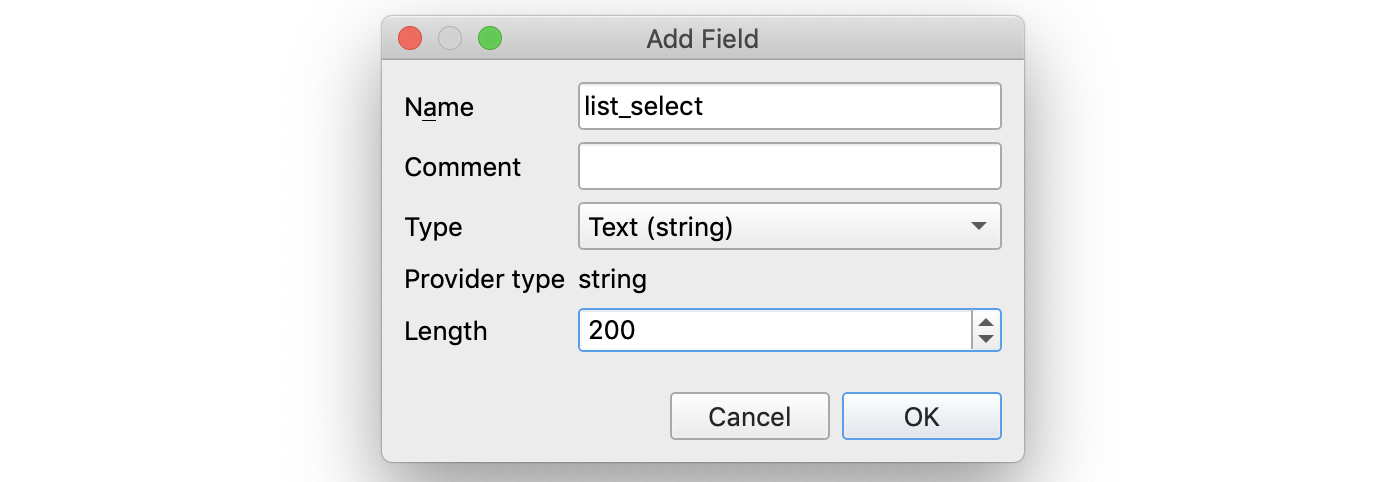 Add Field
Name list_select
Comment
Type Text (string)
Provider type string
Length 200
Cancel OK